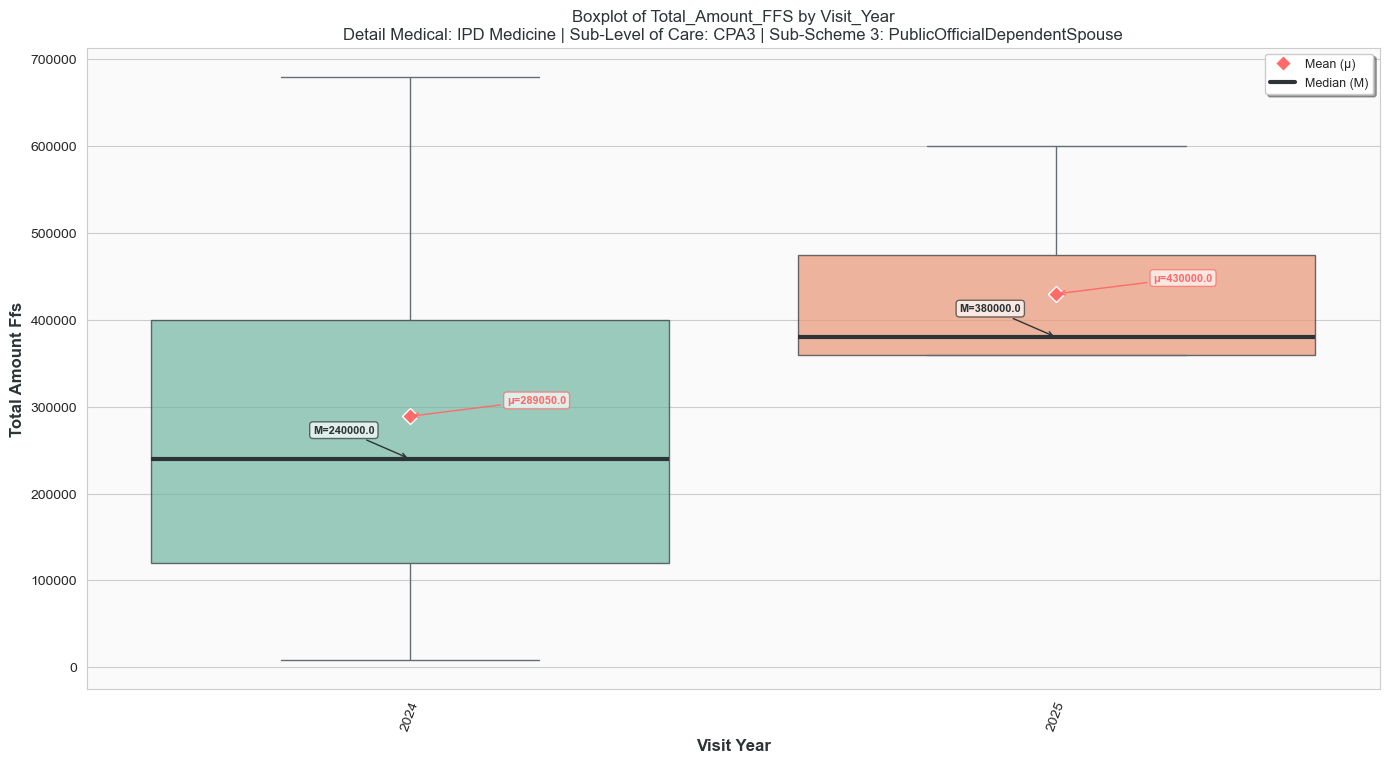 Boxplot of Total_Amount_FFS by Visit_Year
Detail Medical: IPD Medicine | Sub-Level of Care: CPA3 | Sub-Scheme 3: PublicOfficialDependentSpouse
Mean (μ)
Median (M)
Total Amount Ffs
700000
600000
500000
400000
300000
200000
100000
0
μ=289050.0
M=240000.0
μ=430000.0
M=380000.0
2024
2025
Visit Year